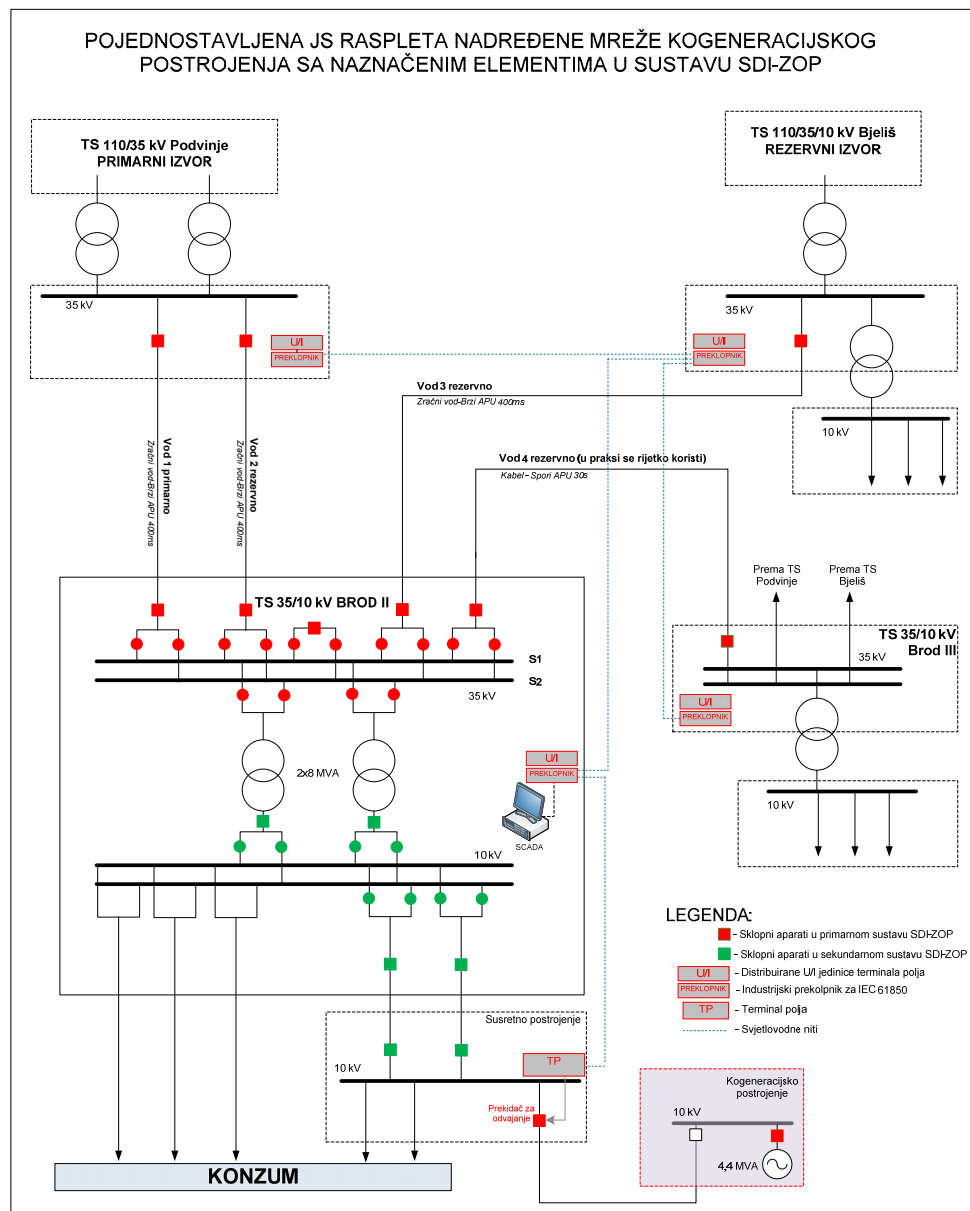 POJEDNOSTAVLJENA JS RASPLETA NADREĐENE MREŽE KOGENERACIJSKOG
POSTROJENJA SA NAZNAČENIM ELEMENTIMA U SUSTAVU SDI-ZOP
TS 110/35 kV Podvinje
PRIMARNI IZVOR
TS 110/35/10 kV Bjeliš
REZERVNI IZVOR
35 kV
U/I
PREKLOPNIK
35 kV
U/I
PREKLOPNIK
10 kV
Vod 3 rezervno
Zračni vod-Brzi APU 400ms
Vod 4 rezervno (u praksi se rijetko koristi)
Kabel – Spori APU 30s
Vod 1 primarno
Zračni vod-Brzi APU 400ms
Vod 2 rezervno
Zračni vod-Brzi APU 400ms
Prema TS
Podvinje
Prema TS
Bjeliš
TS 35/10 kV BROD II
S1
S2
35 kV
TS 35/10 kV
Brod III
35 kV
U/I
PREKLOPNIK
10 kV
2x8 MVA
U/I
PREKLOPNIK
SCADA
10 kV
LEGENDA:
- Sklopni aparati u primarnom sustavu SDI-ZOP
- Sklopni aparati u sekundarnom sustavu SDI-ZOP
U/I - Distribuirane U/I jedinice terminala polja
PREKLOPNIK - Industrijski prekolpnik za IEC 61850
TP - Terminal polja
- Svjetlovodne niti
Susretno postrojenje
10 kV
TP
Prekidač za
odvajanje
Kogeneracijsko
postrojenje
10 kV
4,4 MVA
KONZUM